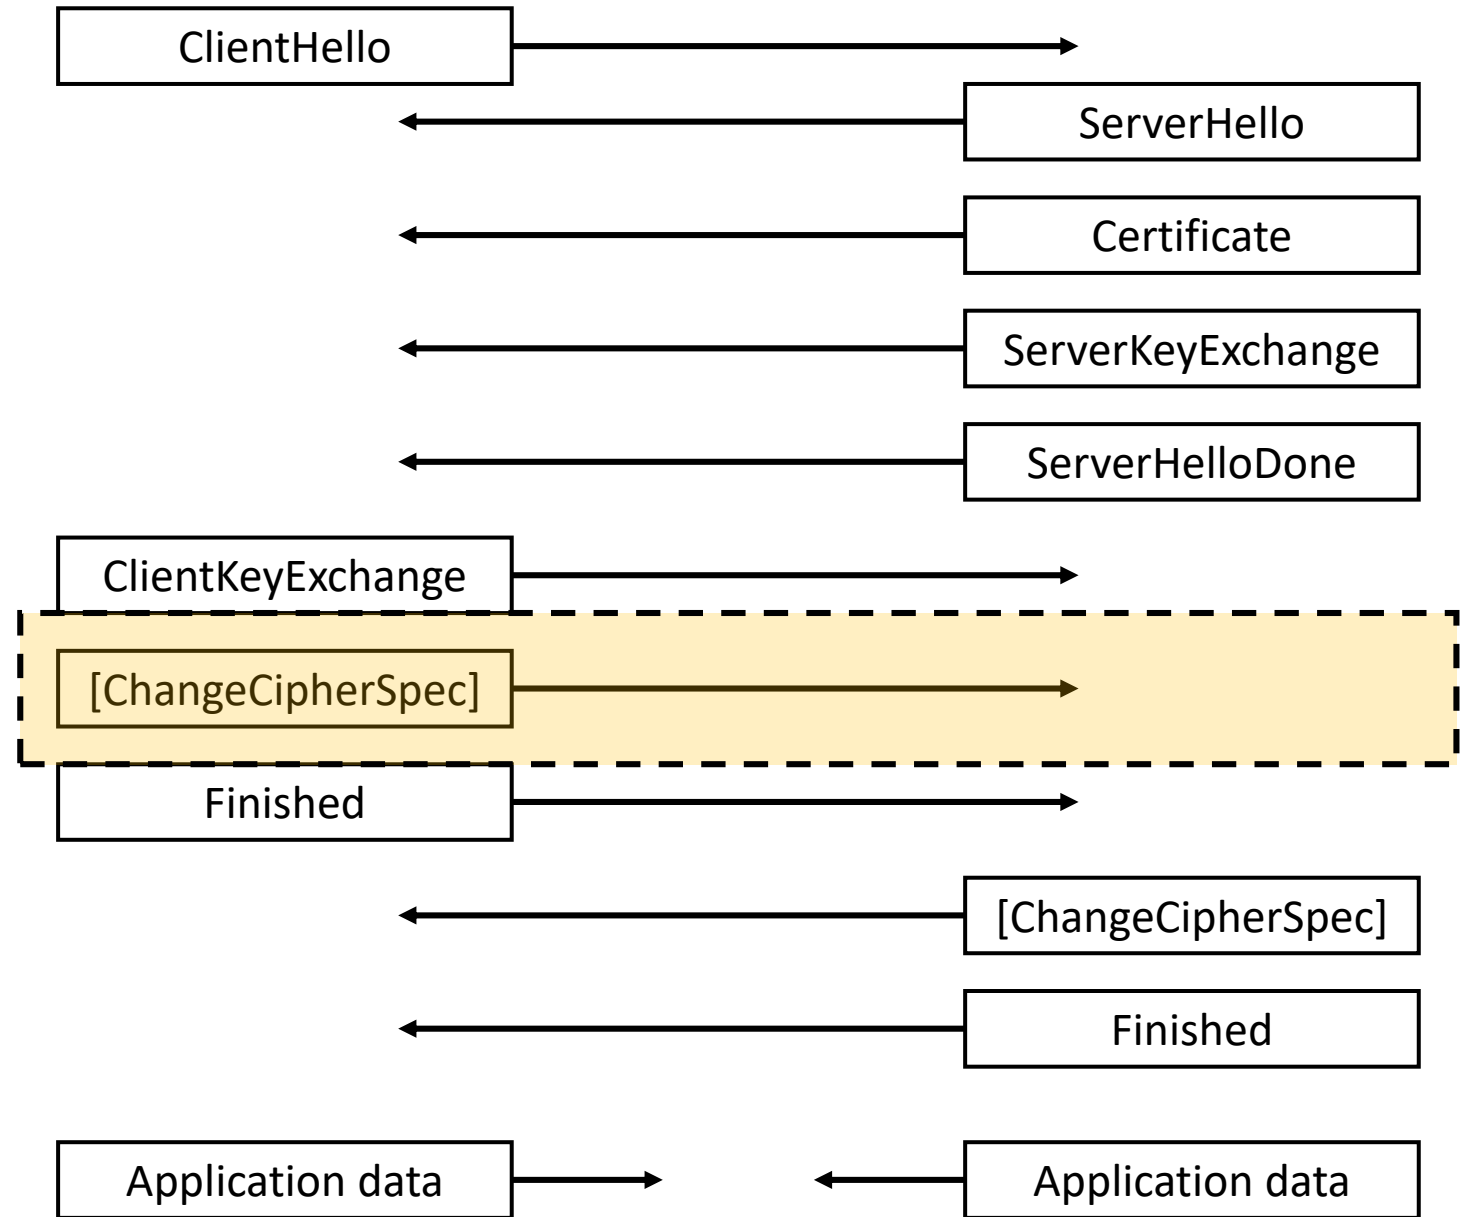 ClientHello
ServerHello
Certificate
ServerKeyExchange
ServerHelloDone
ClientKeyExchange
[ChangeCipherSpec]
Finished
[ChangeCipherSpec]
Finished
Application data
Application data